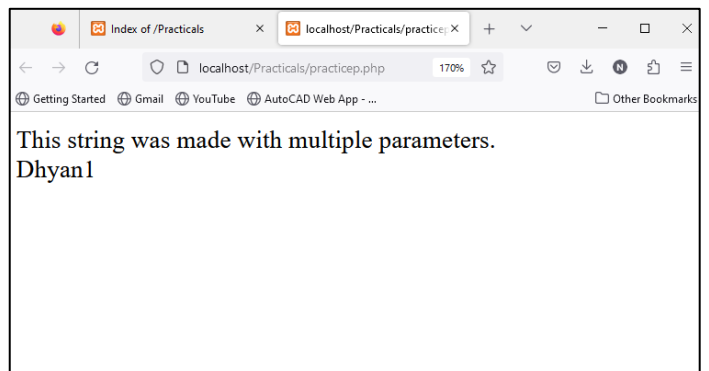 Index of /Practicals
localhost/Practicals/practicep
localhost/Practicals/practicep.php
170%
N
Getting Started
Gmail
YouTube
AutoCAD Web App - ...
Other Bookmarks
This string was made with multiple parameters.
Dhyan1